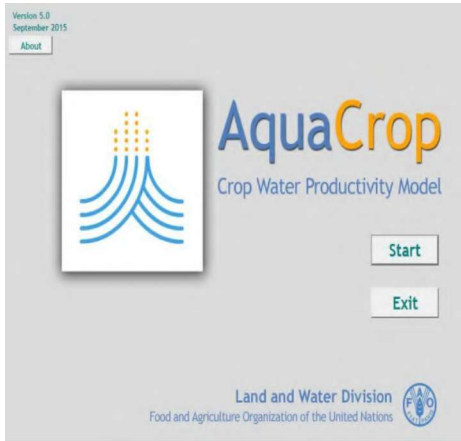 Version 5.0
September 2015
About
AquaCrop
Crop Water Productivity Model
Start
Exit
Land and Water Division
Food and Agriculture Organization of the United Nations
F A O